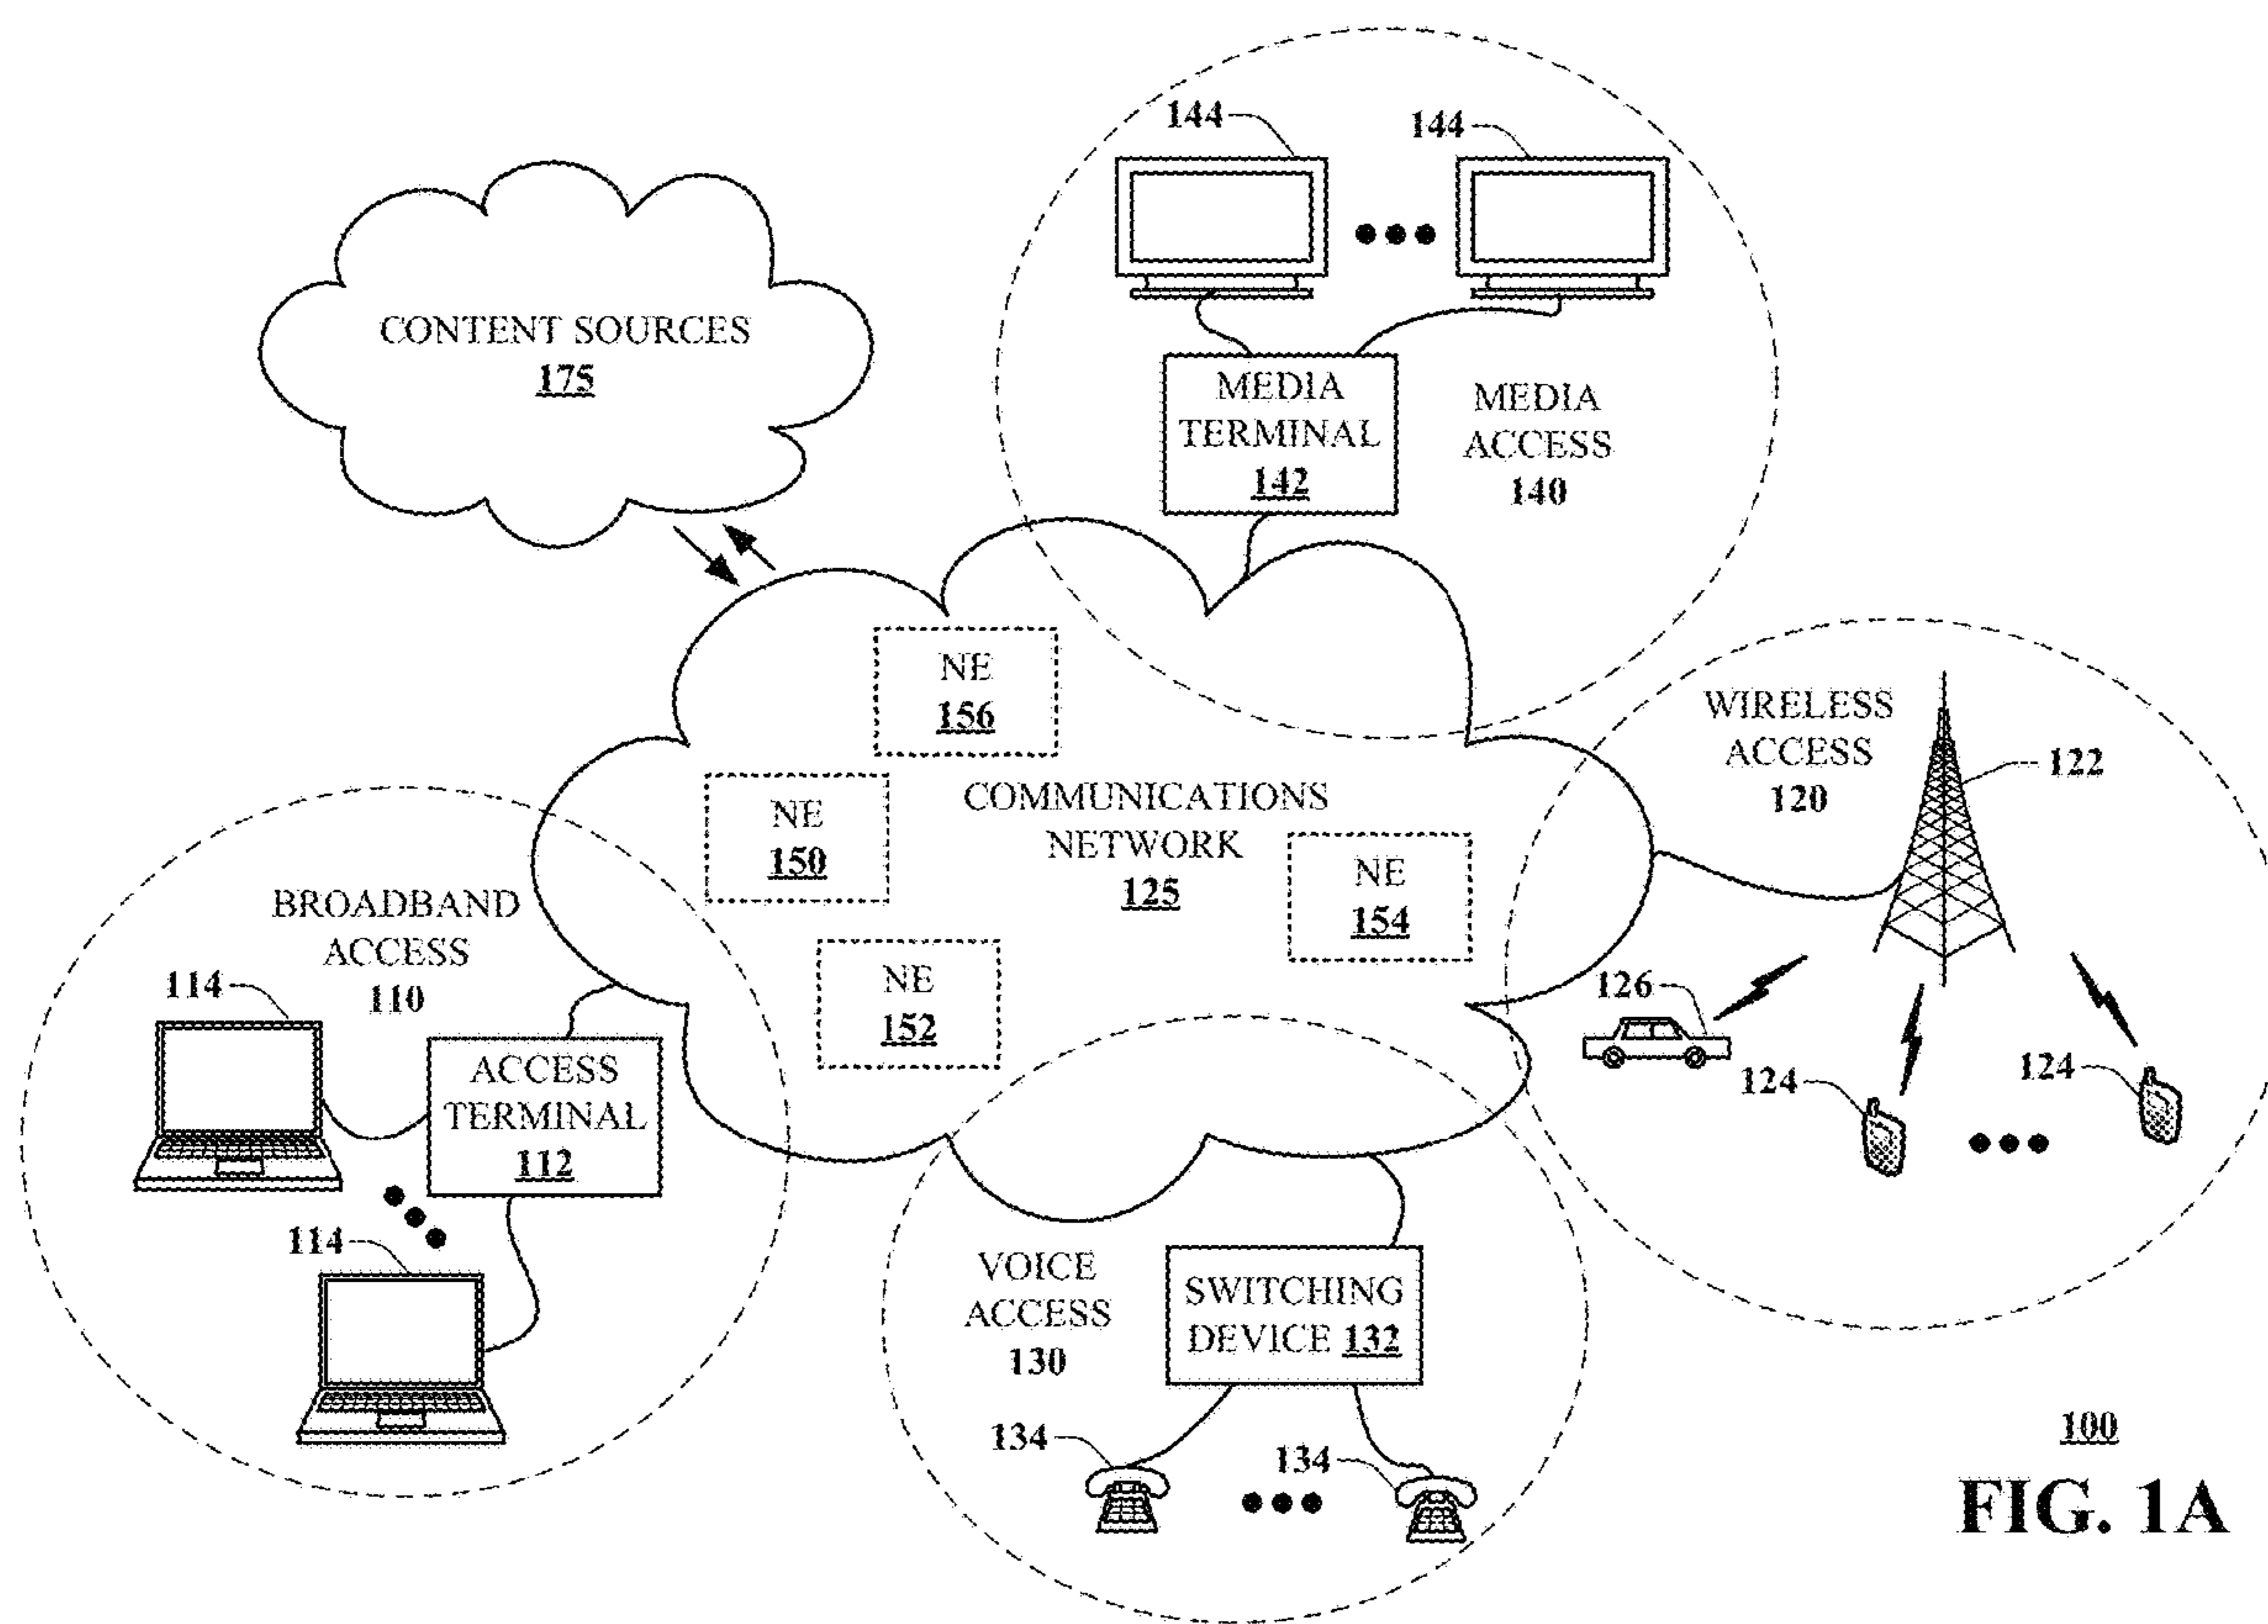 144
144
CONTENT SOURCES
175
MEDIA
TERMINAL
142
MEDIA
ACCESS
140
NE
156
WIRELESS
ACCESS
120
122
NE
150
COMMUNICATIONS
NETWORK
125
NE
154
BROADBAND
ACCESS
110
114
NE
152
126
124
124
ACCESS
TERMINAL
112
114
VOICE
ACCESS
130
SWITCHING
DEVICE 132
134
134
100
FIG. 1A